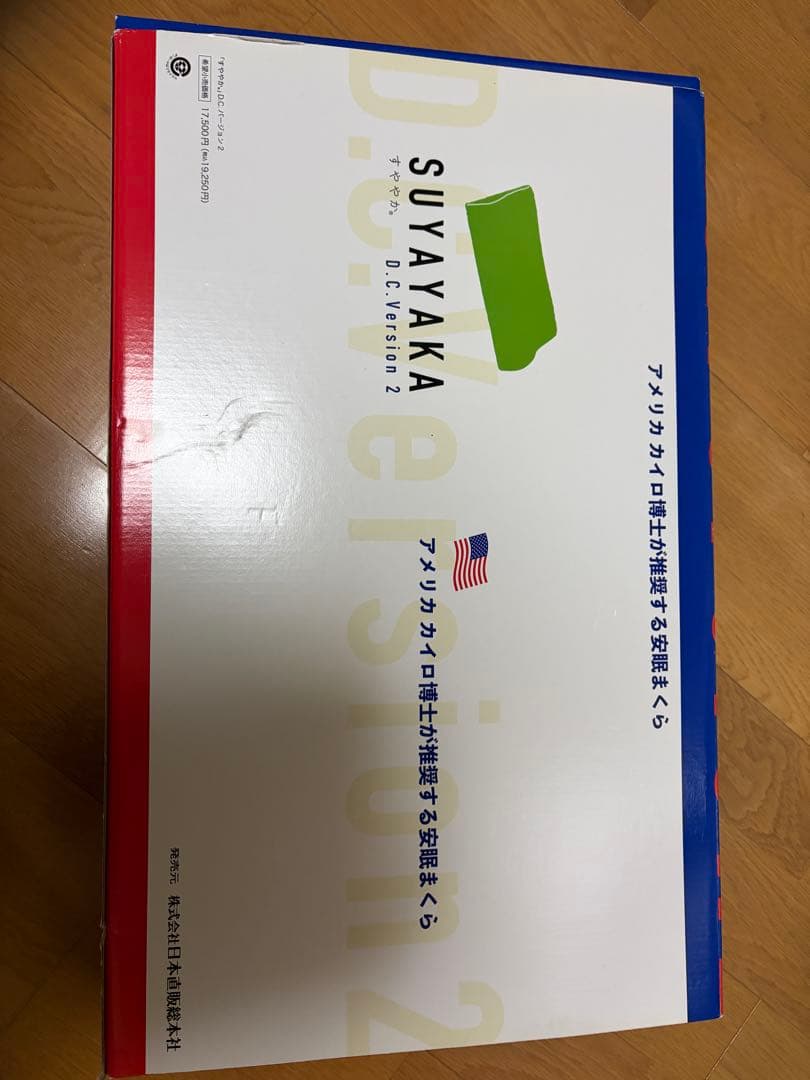 アメリカ カイロ博士が推奨する安眠まくら
SUYAYAKA
すややか。
D.C.Version 2
アメリカ カイロ博士が推奨する安眠まくら
D.C.Version 2
「すややか。」D.C.バージョン2
希望小売価格 17,500円(税込19,250円)
発売元 株式会社日本直販総本社